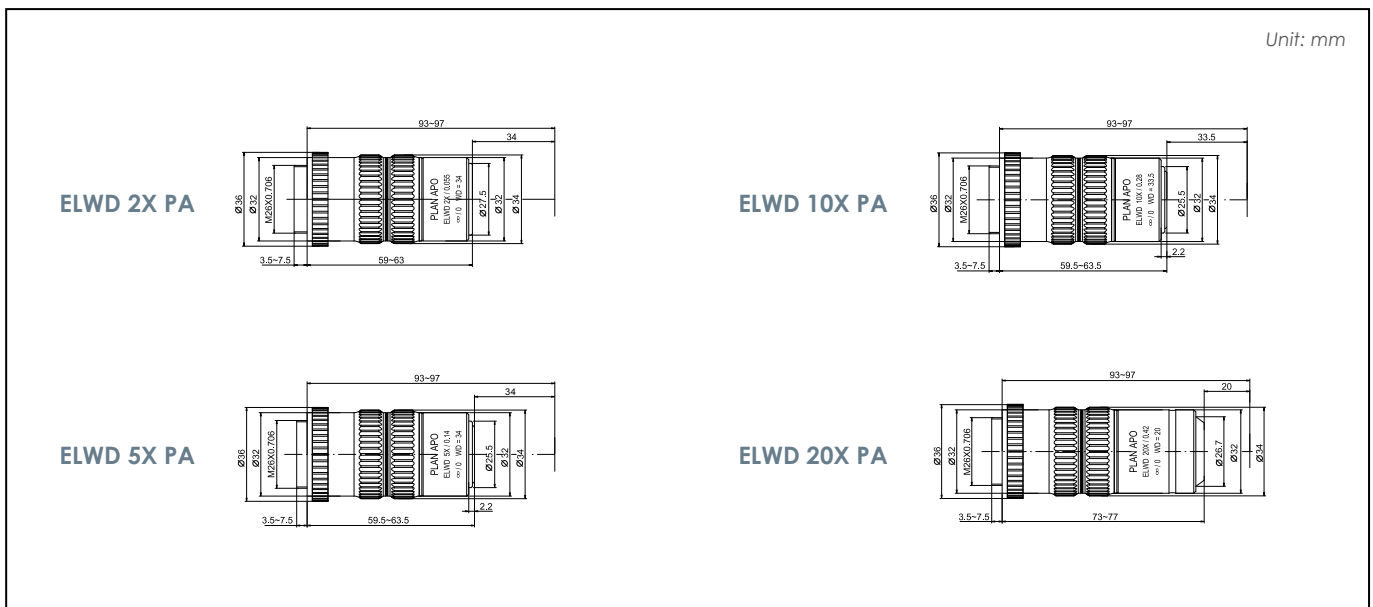 Unit: mm
ELWD 2X PA
93~97
34
Ø36
Ø32
M26X0.706
PLAN APO
ELWD 2X / 0.055
∞ / 0 WD = 34
Ø27.5
Ø32
Ø34
3.5~7.5
59~63
ELWD 10X PA
93~97
33.5
Ø36
Ø32
M26X0.706
PLAN APO
ELWD 10X / 0.28
∞ / 0 WD = 33.5
Ø25.5
Ø32
Ø34
2.2
3.5~7.5
59.5~63.5
ELWD 5X PA
93~97
34
Ø36
Ø32
M26X0.706
PLAN APO
ELWD 5X / 0.14
∞ / 0 WD = 34
Ø25.5
Ø32
Ø34
2.2
3.5~7.5
59.5~63.5
ELWD 20X PA
93~97
20
Ø36
Ø32
M26X0.706
PLAN APO
ELWD 20X / 0.42
∞ / 0 WD = 20
Ø26.7
Ø32
Ø34
3.5~7.5
73~77